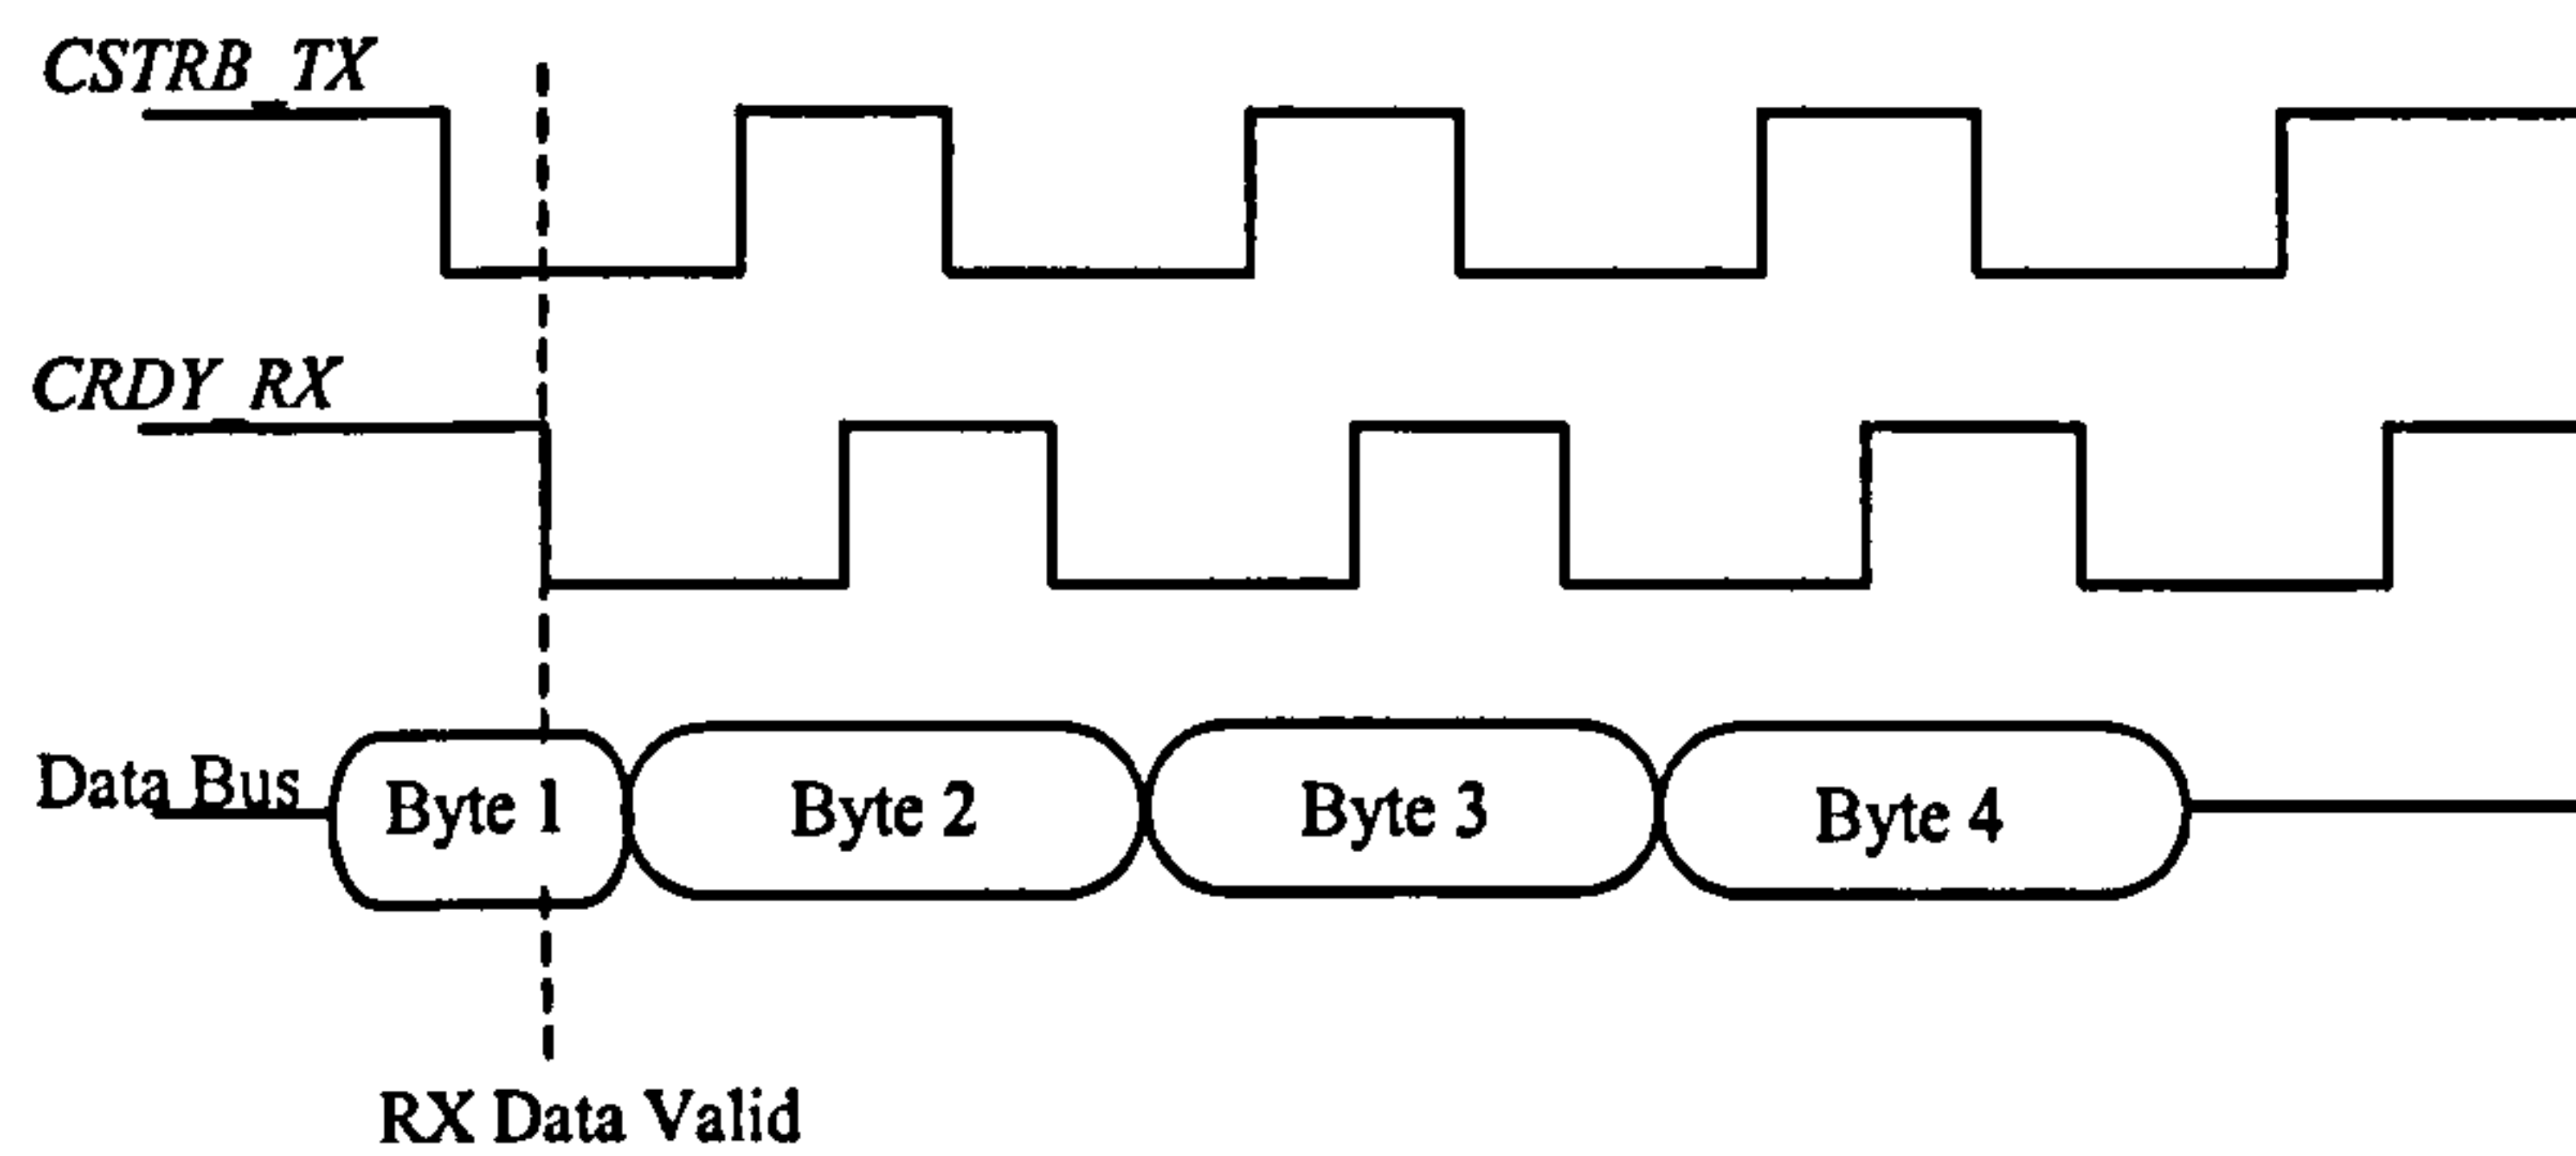 CSTRB_TX
CRDY_RX
Data Bus
Byte 1
Byte 2
Byte 3
Byte 4
RX Data Valid